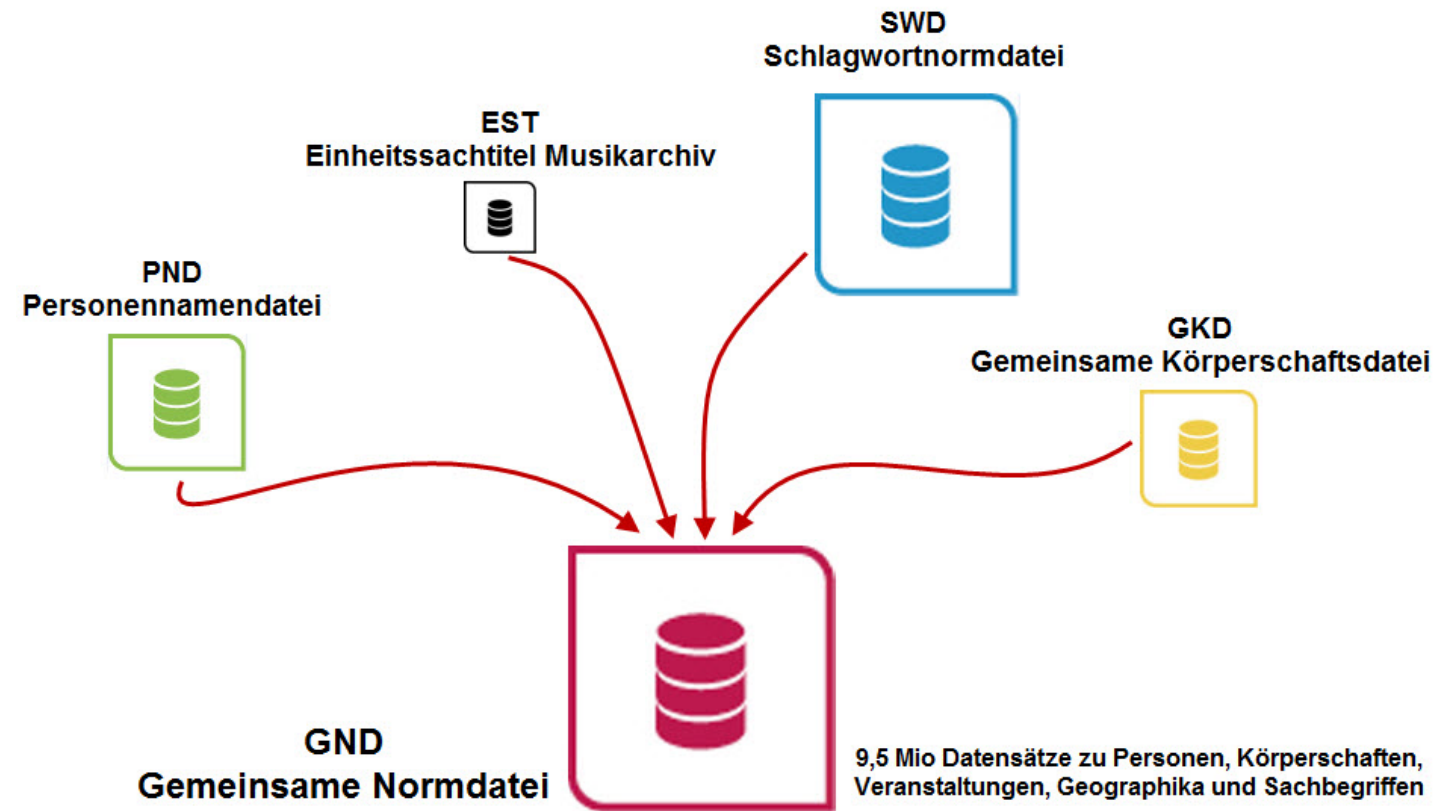 SWD
Schlagwortnormdatei
EST
Einheitssachtitel Musikarchiv
PND
Personennamendatei
GKD
Gemeinsame Körperschaftsdatei
GND
Gemeinsame Normdatei
9,5 Mio Datensätze zu Personen, Körperschaften,
Veranstaltungen, Geographika und Sachbegriffen